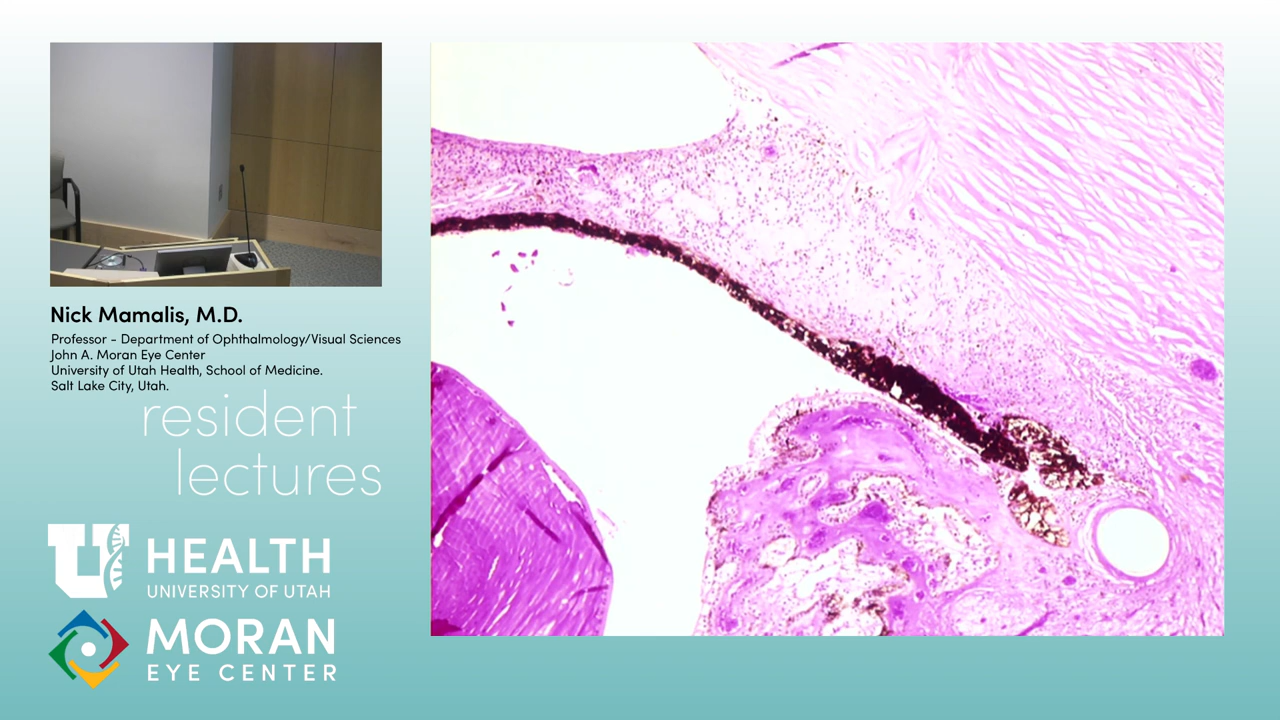 Nick Mamalis, M.D.
Professor - Department of Ophthalmology/Visual Sciences
John A. Moran Eye Center
University of Utah Health, School of Medicine.
Salt Lake City, Utah.
resident
lectures
U HEALTH
UNIVERSITY OF UTAH
MORAN
EYE CENTER